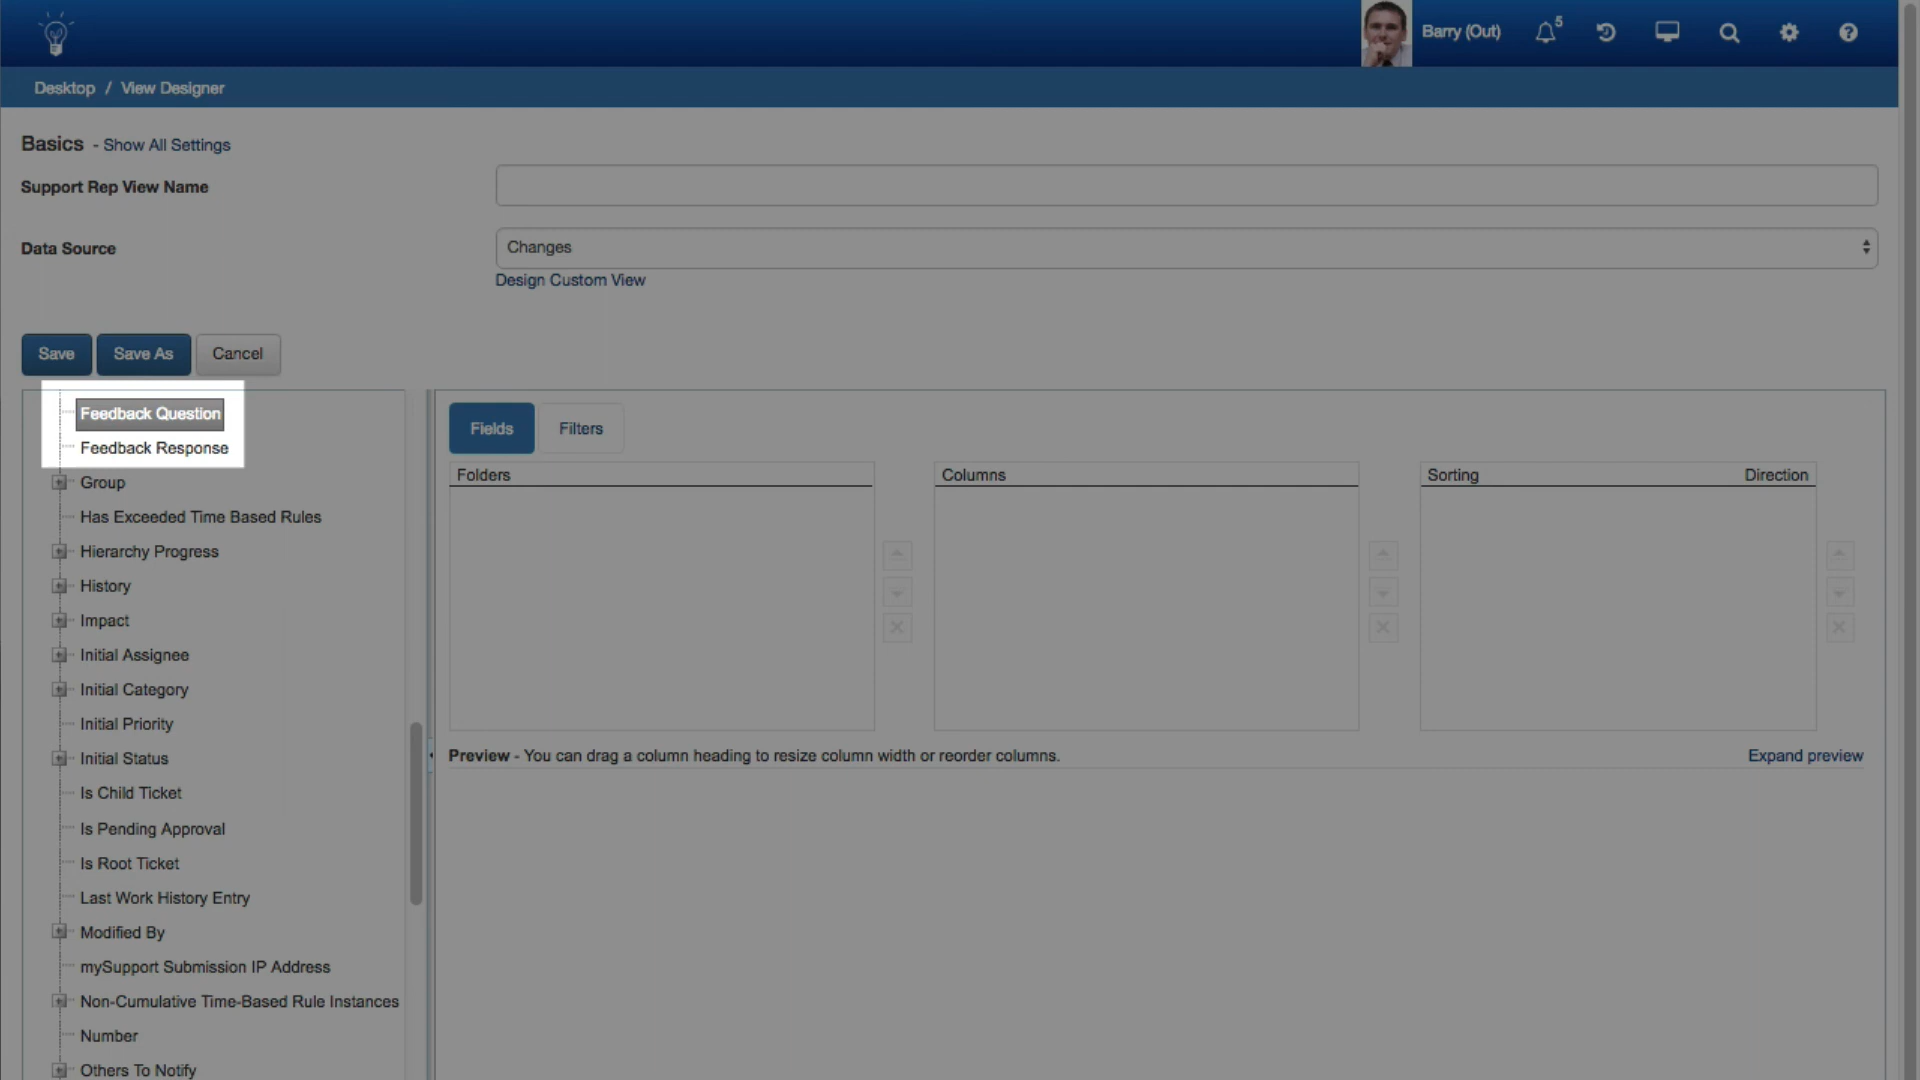 Barry (Out)
5
Desktop / View Designer
Basics - Show All Settings
Support Rep View Name
Data Source
Changes
Design Custom View
Save
Save As
Cancel
Feedback Question
Feedback Response
Group
Has Exceeded Time Based Rules
Hierarchy Progress
History
Impact
Initial Assignee
Initial Category
Initial Priority
Initial Status
Is Child Ticket
Is Pending Approval
Is Root Ticket
Last Work History Entry
Modified By
mySupport Submission IP Address
Non-Cumulative Time-Based Rule Instances
Number
Others To Notify
Fields
Filters
Folders
Columns
Sorting Direction
Preview - You can drag a column heading to resize column width or reorder columns.
Expand preview